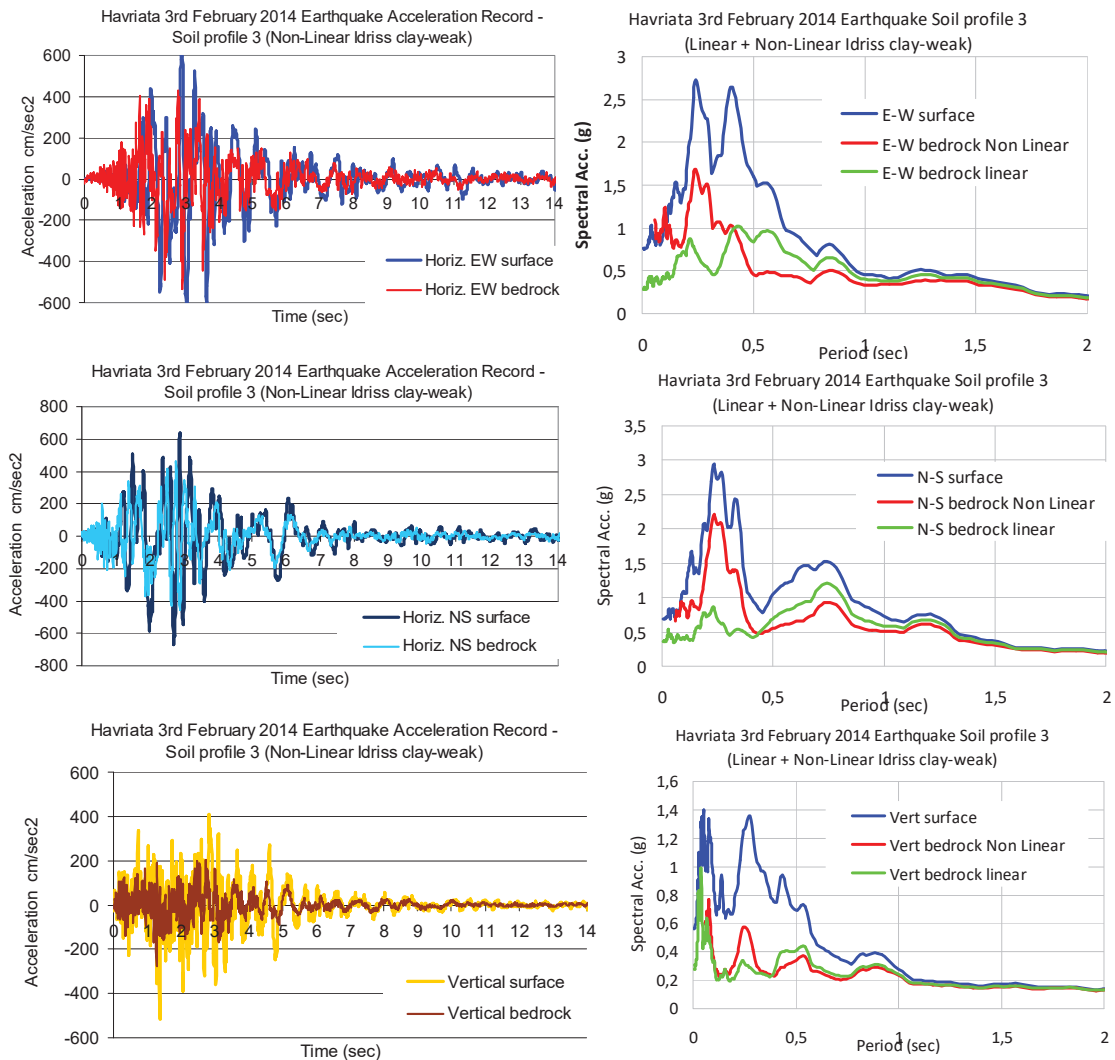 Havriata 3rd February 2014 Earthquake Acceleration Record -
Soil profile 3 (Non-Linear Idriss clay-weak)
Acceleration cm/sec2
600
400
200
0
-200
-400
-600
0 1 2 3 4 5 6 7 8 9 10 11 12 13 14
Horiz. EW surface
Horiz. EW bedrock
Time (sec)
Havriata 3rd February 2014 Earthquake Soil profile 3
(Linear + Non-Linear Idriss clay-weak)
Spectral Acc. (g)
3
2,5
2
1,5
1
0,5
0
E-W surface
E-W bedrock Non Linear
E-W bedrock linear
0 0,5 1 1,5 2
Period (sec)
Havriata 3rd February 2014 Earthquake Acceleration Record -
Soil profile 3 (Non-Linear Idriss clay-weak)
Acceleration cm/sec2
800
600
400
200
0
-200
-400
-600
-800
0 1 2 3 4 5 6 7 8 9 10 11 12 13 14
Horiz. NS surface
Horiz. NS bedrock
Time (sec)
Havriata 3rd February 2014 Earthquake Soil profile 3
(Linear + Non-Linear Idriss clay-weak)
Spectral Acc. (g)
3,5
3
2,5
2
1,5
1
0,5
0
N-S surface
N-S bedrock Non Linear
N-S bedrock linear
0 0,5 1 1,5 2
Period (sec)
Havriata 3rd February 2014 Earthquake Acceleration Record -
Soil profile 3 (Non-Linear Idriss clay-weak)
Acceleration cm/sec2
600
400
200
0
-200
-400
-600
0 1 2 3 4 5 6 7 8 9 10 11 12 13 14
Vertical surface
Vertical bedrock
Time (sec)
Havriata 3rd February 2014 Earthquake Soil profile 3
(Linear + Non-Linear Idriss clay-weak)
Spectral Acc. (g)
1,6
1,4
1,2
1
0,8
0,6
0,4
0,2
0
Vert surface
Vert bedrock Non Linear
Vert bedrock linear
0 0,5 1 1,5 2
Period (sec)